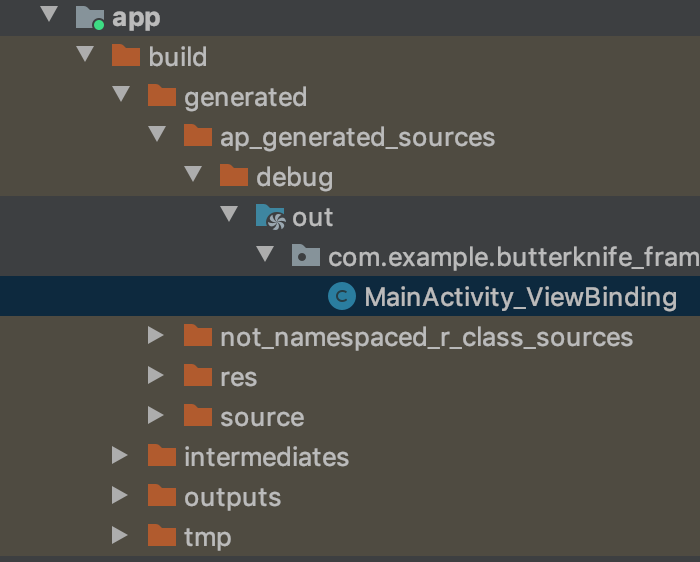 app
build
generated
ap_generated_sources
debug
out
com.example.butterknife_fram
MainActivity_ViewBinding
not_namespaced_r_class_sources
res
source
intermediates
outputs
tmp